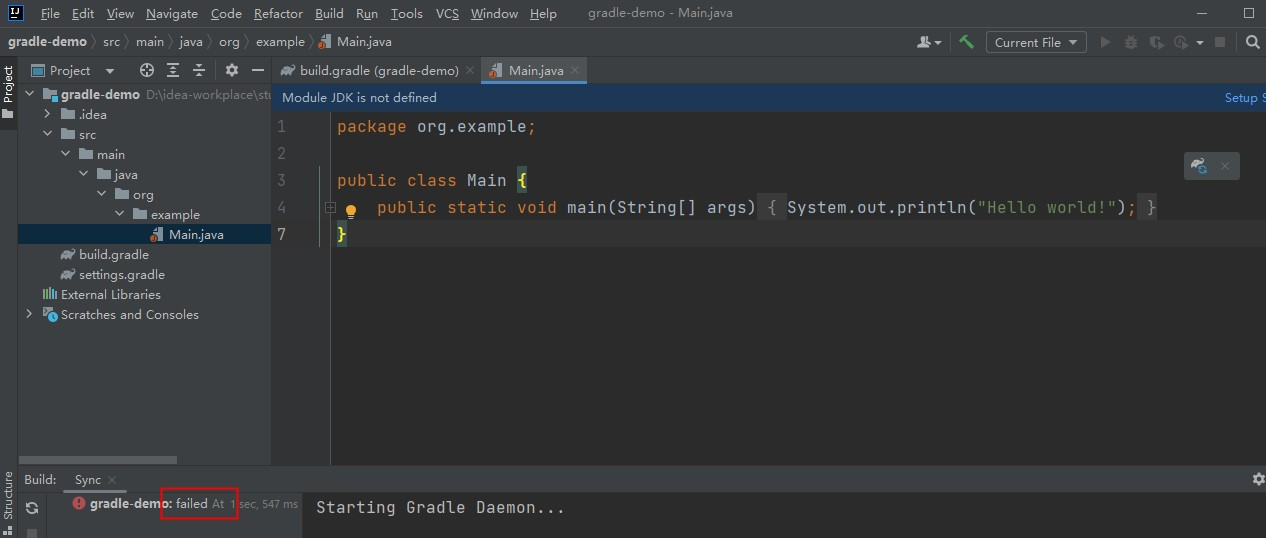 File Edit View Navigate Code Refactor Build Run Tools VCS Window Help gradle-demo - Main.java
gradle-demo src main java org example Main.java Current File
Project
build.gradle (gradle-demo) Main.java
Project
gradle-demo D:\idea-workplace\stu
Module JDK is not defined Setup S
.idea
src
main
java
org
example
Main.java
build.gradle
settings.gradle
External Libraries
Scratches and Consoles
1 package org.example;
2
3 public class Main {
4 public static void main(String[] args) { System.out.println("Hello world!"); }
7 }
Structure
Build: Sync
gradle-demo: failed At 1 sec, 547 ms
Starting Gradle Daemon...